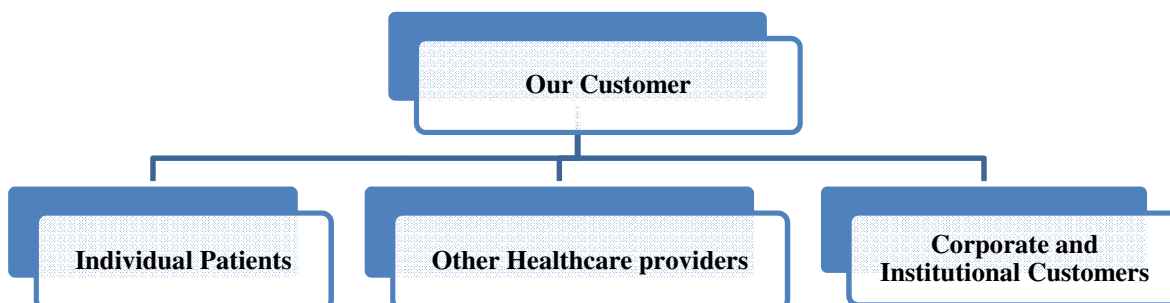 Our Customer
Individual Patients
Other Healthcare providers
Corporate and
Institutional Customers